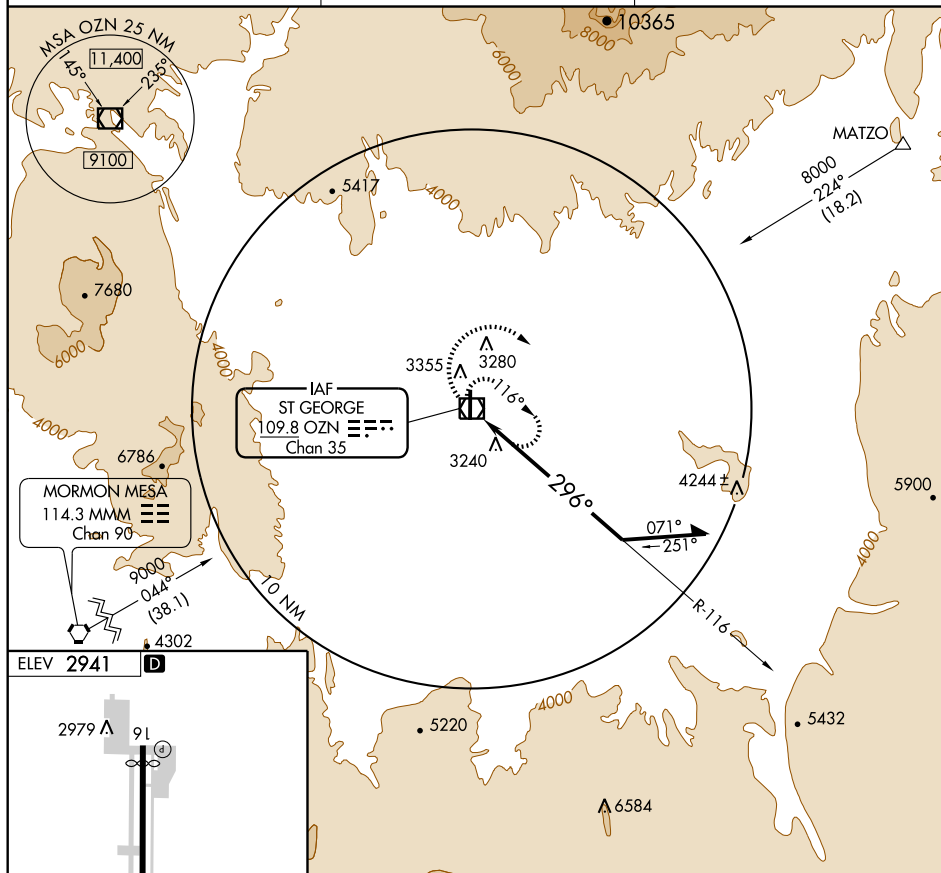 10365
8000
6000
MSA OZN 25 NM
145°
11,400
235°
9100
MATZO
8000
224°
(18.2)
5417
4000
4000
7680
6000
4000
3355
3280
IAF
ST GEORGE
109.8 OZN
Chan 35
116°
3240
296°
4000
6786
4244 ±
5900
MORMON MESA
114.3 MMM
Chan 90
071°
251°
4000
9000
044°
(38.1)
10 NM
R-116
4302
ELEV 2941 D
2979
16
P
5220
4000
5432
6584